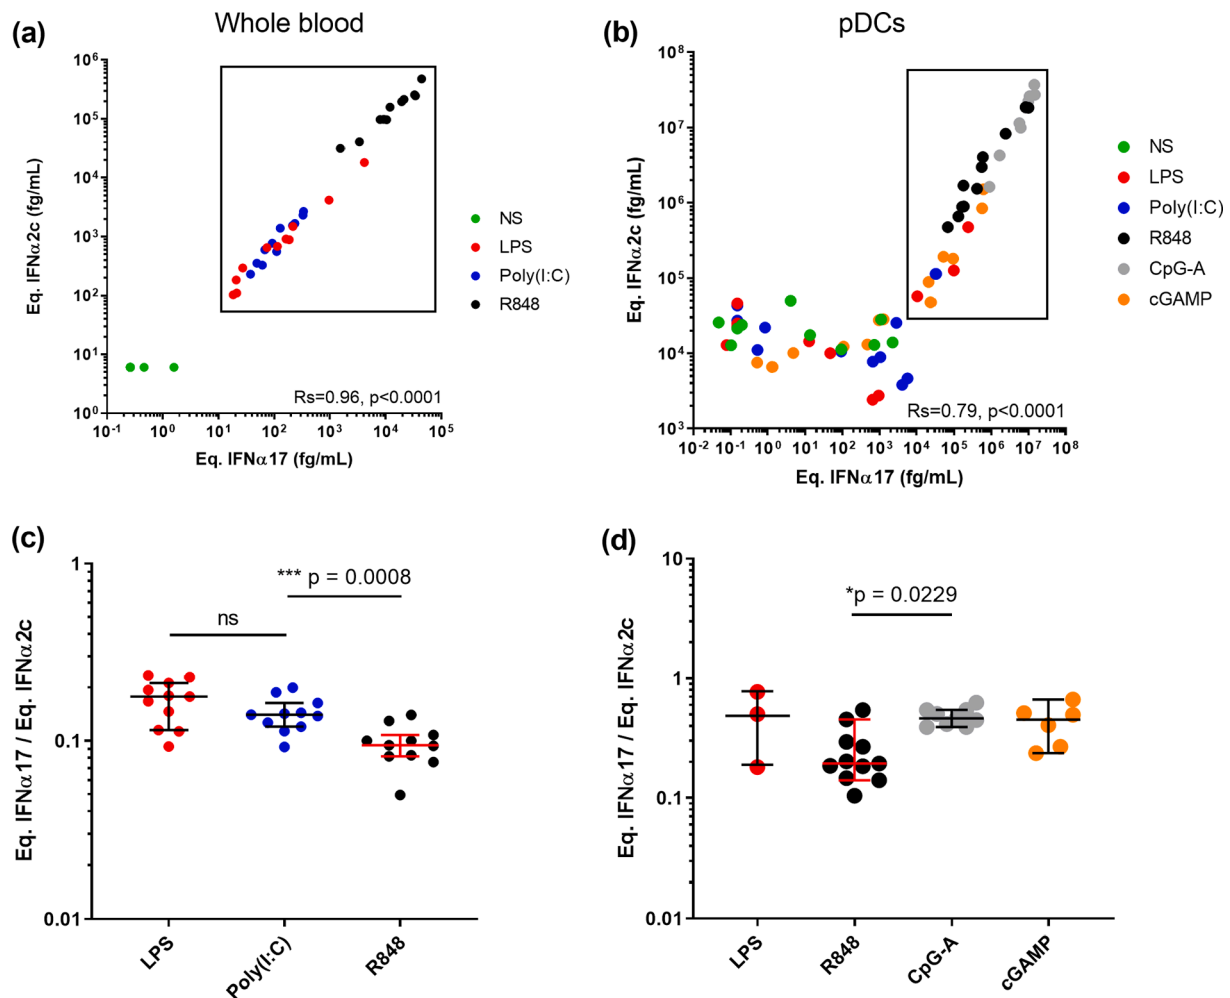 (a) Whole blood
10^6
10^5
10^4
10^3
10^2
10^1
10^0
Eq. IFNα2c (fg/mL)
10^-1 10^0 10^1 10^2 10^3 10^4 10^5
Eq. IFNα17 (fg/mL)
Rs=0.96, p<0.0001
NS
LPS
Poly(I:C)
R848
(b) pDCs
10^8
10^7
10^6
10^5
10^4
10^3
Eq. IFNα2c (fg/mL)
10^-2 10^-1 10^0 10^1 10^2 10^3 10^4 10^5 10^6 10^7 10^8
Eq. IFNα17 (fg/mL)
Rs=0.79, p<0.0001
NS
LPS
Poly(I:C)
R848
CpG-A
cGAMP
(c)
1
0.1
0.01
Eq. IFNα17 / Eq. IFNα2c
*** p = 0.0008
ns
LPS
Poly(I:C)
R848
(d)
10
1
0.1
0.01
Eq. IFNα17 / Eq. IFNα2c
*p = 0.0229
LPS
R848
CpG-A
cGAMP